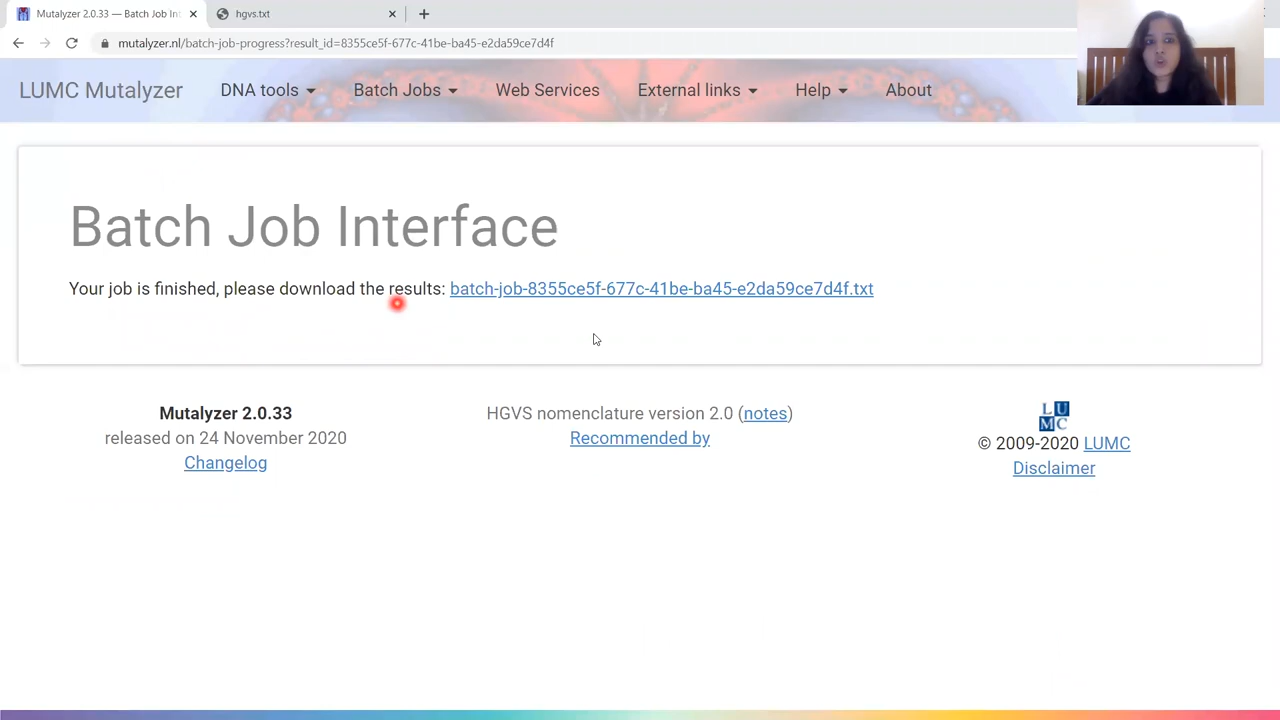 Mutalyzer 2.0.33 — Batch Job Int
hgvs.txt
mutalyzer.nl/batch-job-progress?result_id=8355ce5f-677c-41be-ba45-e2da59ce7d4f
LUMC Mutalyzer
DNA tools
Batch Jobs
Web Services
External links
Help
About
Batch Job Interface
Your job is finished, please download the results: batch-job-8355ce5f-677c-41be-ba45-e2da59ce7d4f.txt
Mutalyzer 2.0.33
released on 24 November 2020
Changelog
HGVS nomenclature version 2.0 (notes)
Recommended by
LU
MC
© 2009-2020 LUMC
Disclaimer